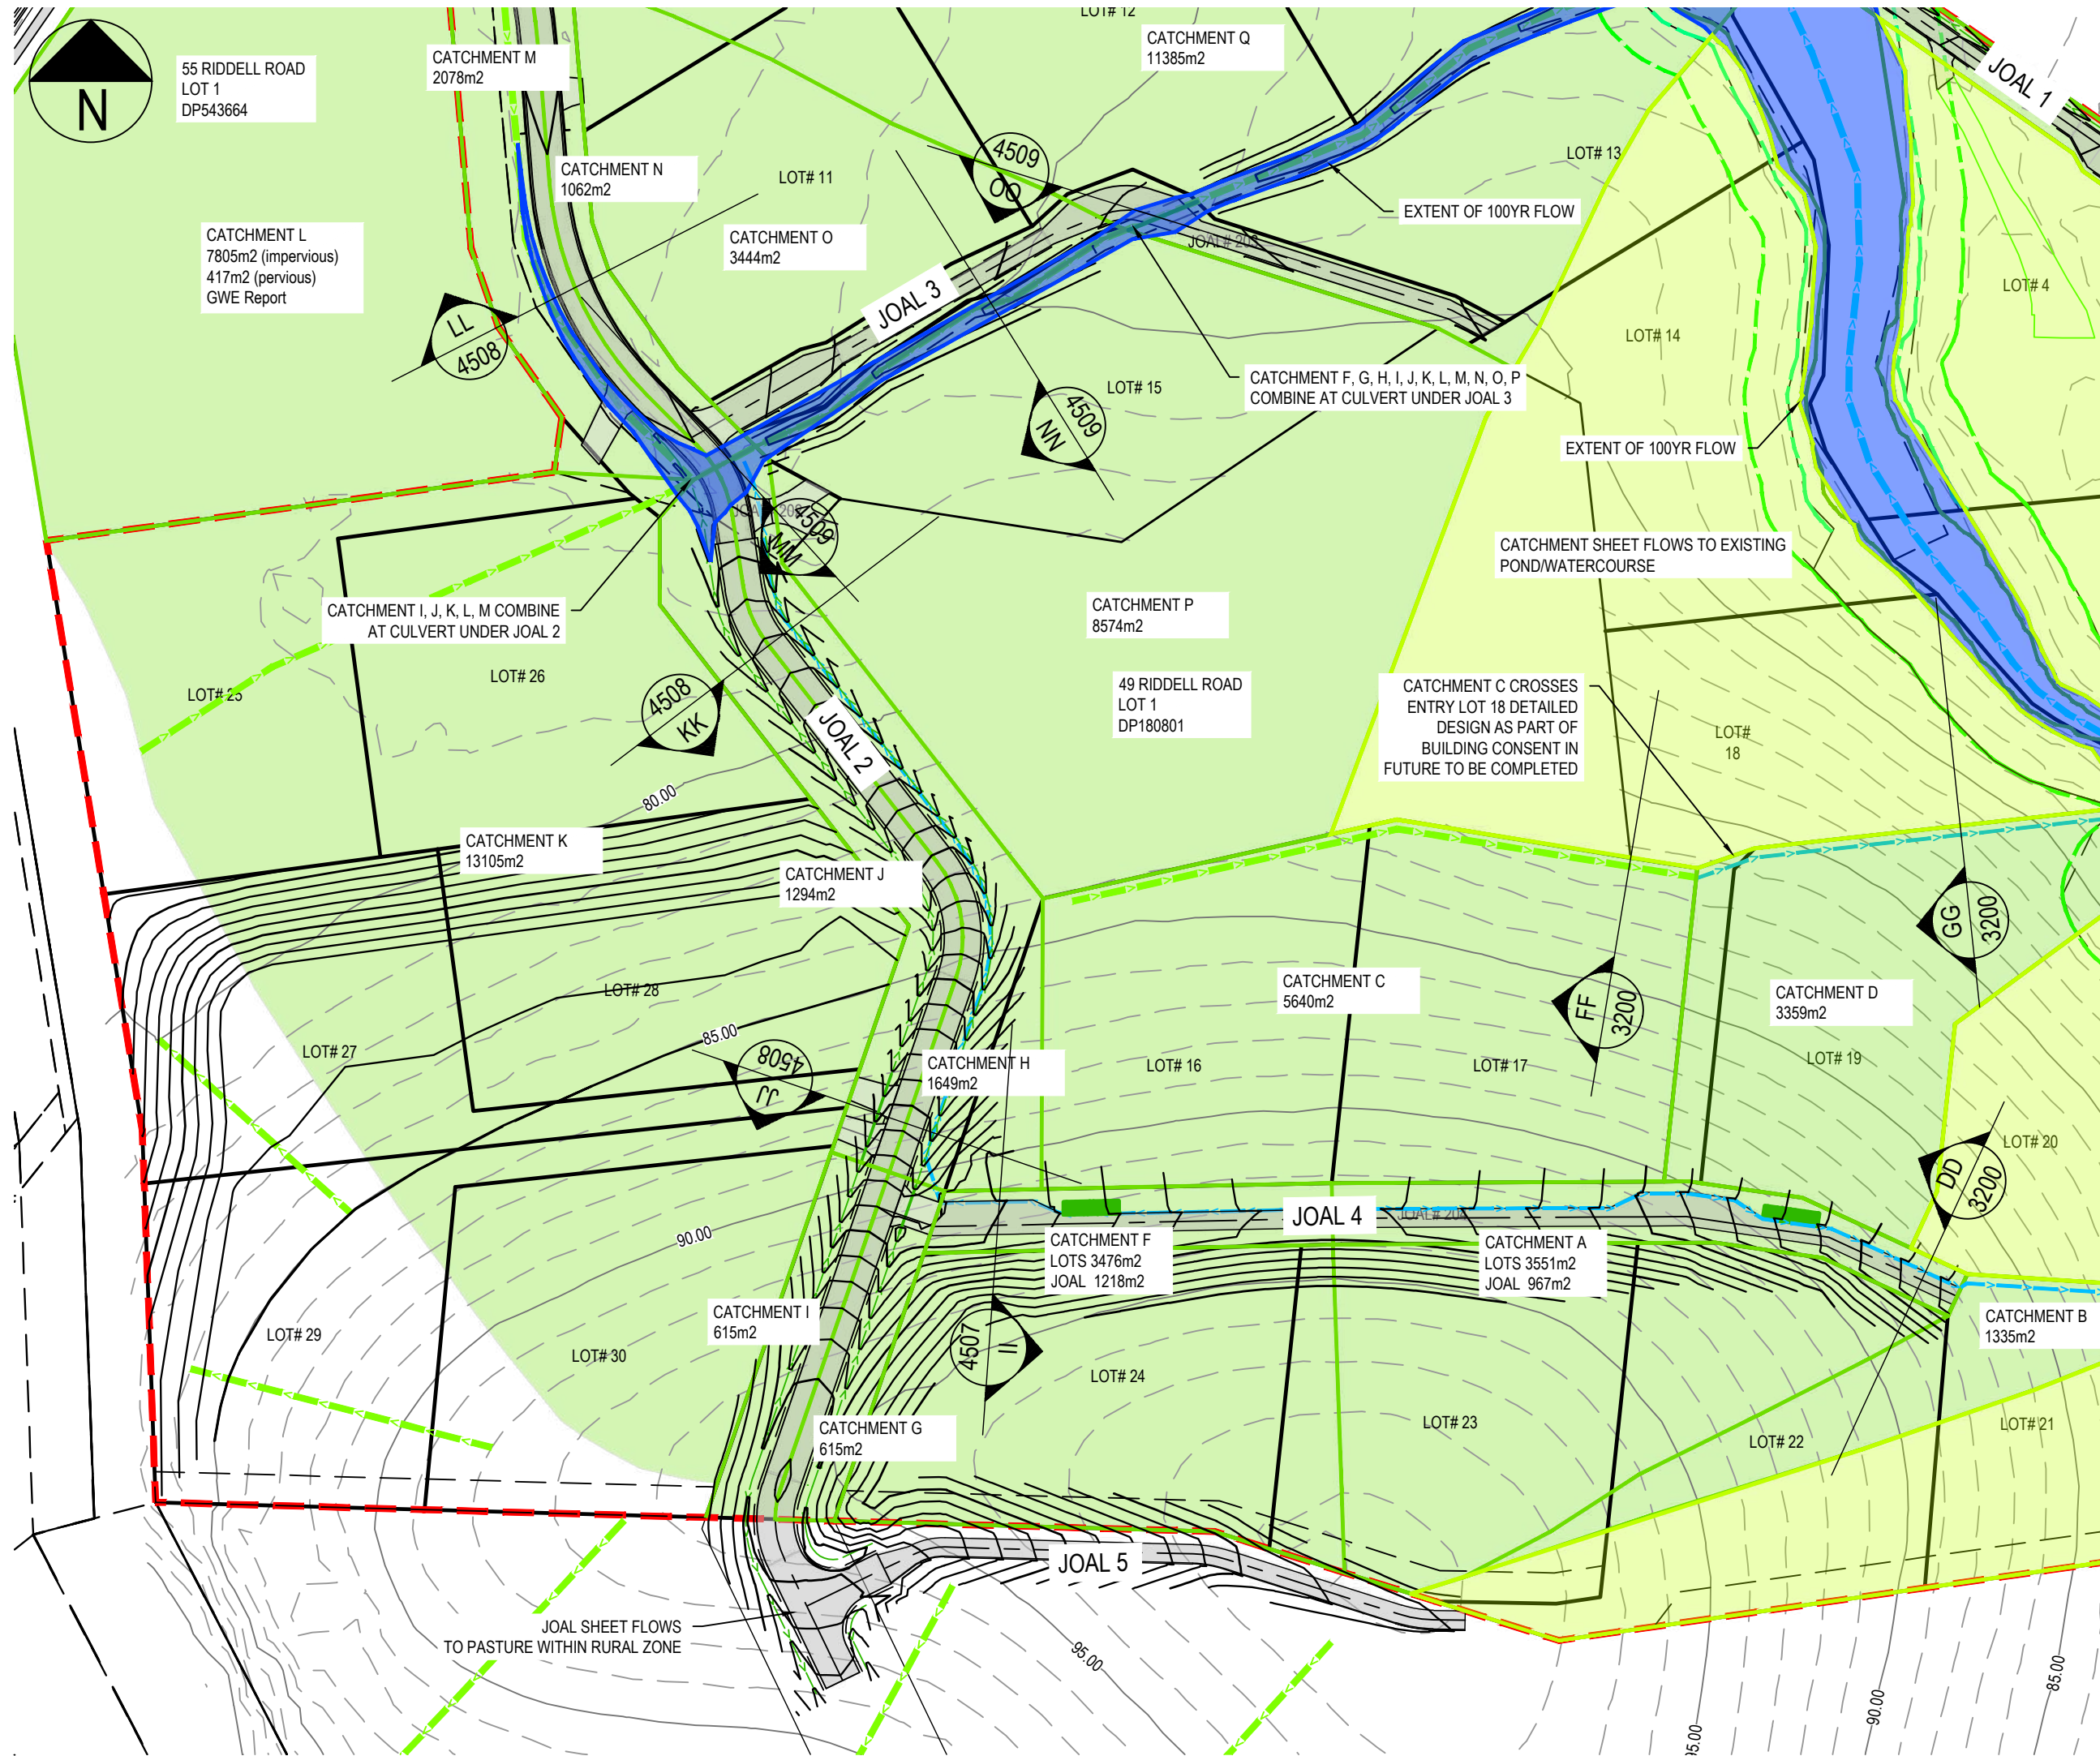 N
55 RIDDELL ROAD
LOT 1
DP543664
CATCHMENT M
2078m2
LOT# 12
CATCHMENT Q
11385m2
JOAL 1
CATCHMENT N
1062m2
LOT# 11
4509
OO
LOT# 13
EXTENT OF 100YR FLOW
CATCHMENT L
7805m2 (impervious)
417m2 (pervious)
GWE Report
CATCHMENT O
3444m2
LOT# 4
JOAL 3
LL
4508
LOT# 14
CATCHMENT F, G, H, I, J, K, L, M, N, O, P
COMBINE AT CULVERT UNDER JOAL 3
LOT# 15
4509
NN
EXTENT OF 100YR FLOW
4509
MM
CATCHMENT SHEET FLOWS TO EXISTING
POND/WATERCOURSE
CATCHMENT I, J, K, L, M COMBINE
AT CULVERT UNDER JOAL 2
CATCHMENT P
8574m2
LOT# 26
LOT# 25
4508
KK
JOAL 2
49 RIDDELL ROAD
LOT 1
DP180801
CATCHMENT C CROSSES
ENTRY LOT 18 DETAILED
DESIGN AS PART OF
BUILDING CONSENT IN
FUTURE TO BE COMPLETED
LOT#
18
80.00
CATCHMENT K
13105m2
CATCHMENT J
1294m2
GG
3200
CATCHMENT C
5640m2
FF
3200
CATCHMENT D
3359m2
LOT# 28
85.00
LOT# 27
4508
JJ
CATCHMENT H
1649m2
LOT# 16
LOT# 17
LOT# 19
LOT# 20
DD
3200
JOAL 4
JOAL# 204
90.00
CATCHMENT F
LOTS 3476m2
JOAL 1218m2
CATCHMENT A
LOTS 3551m2
JOAL 967m2
CATCHMENT I
615m2
CATCHMENT B
1335m2
LOT# 29
LOT# 30
4507
II
LOT# 24
LOT# 23
LOT# 22
LOT# 21
CATCHMENT G
615m2
JOAL 5
JOAL SHEET FLOWS
TO PASTURE WITHIN RURAL ZONE
95.00
85.00
90.00